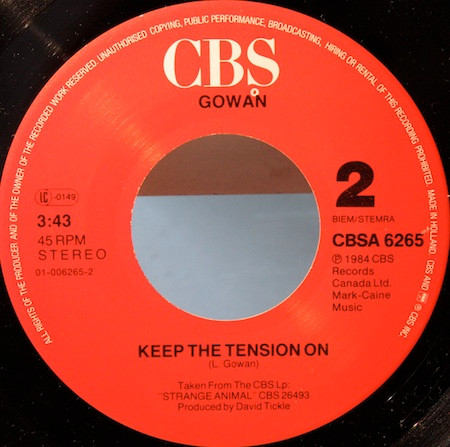 ALL RIGHTS OF THE PRODUCER AND OF THE OWNER OF THE RECORDED WORK RESERVED. UNAUTHORISED COPYING, PUBLIC PERFORMANCE, BROADCASTING, HIRING OR RENTAL OF THIS RECORDING PROHIBITED. MADE IN HOLLAND. CBS AND ARE ® CBS INC.
CBS
GOWAN
LC-0149
2
3:43
BIEM/STEMRA
45 RPM
CBSA 6265
STEREO
℗ 1984 CBS
01-006265-2
Records
Canada Ltd.
Mark-Caine
Music
KEEP THE TENSION ON
(L. Gowan)
Taken From The CBS Lp:
"STRANGE ANIMAL" CBS 26493
Produced by David Tickle